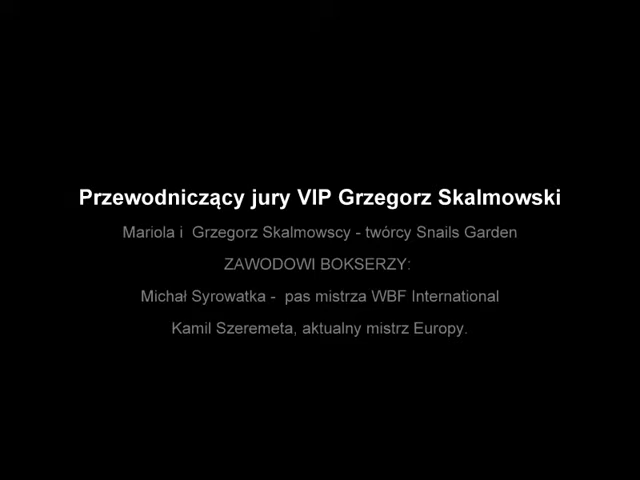 Przewodniczący jury VIP Grzegorz Skalmowski
Mariola i  Grzegorz Skalmowscy - twórcy Snails Garden
ZAWODOWI BOKSERZY:
Michał Syrowatka -  pas mistrza WBF International
Kamil Szeremeta, aktualny mistrz Europy.